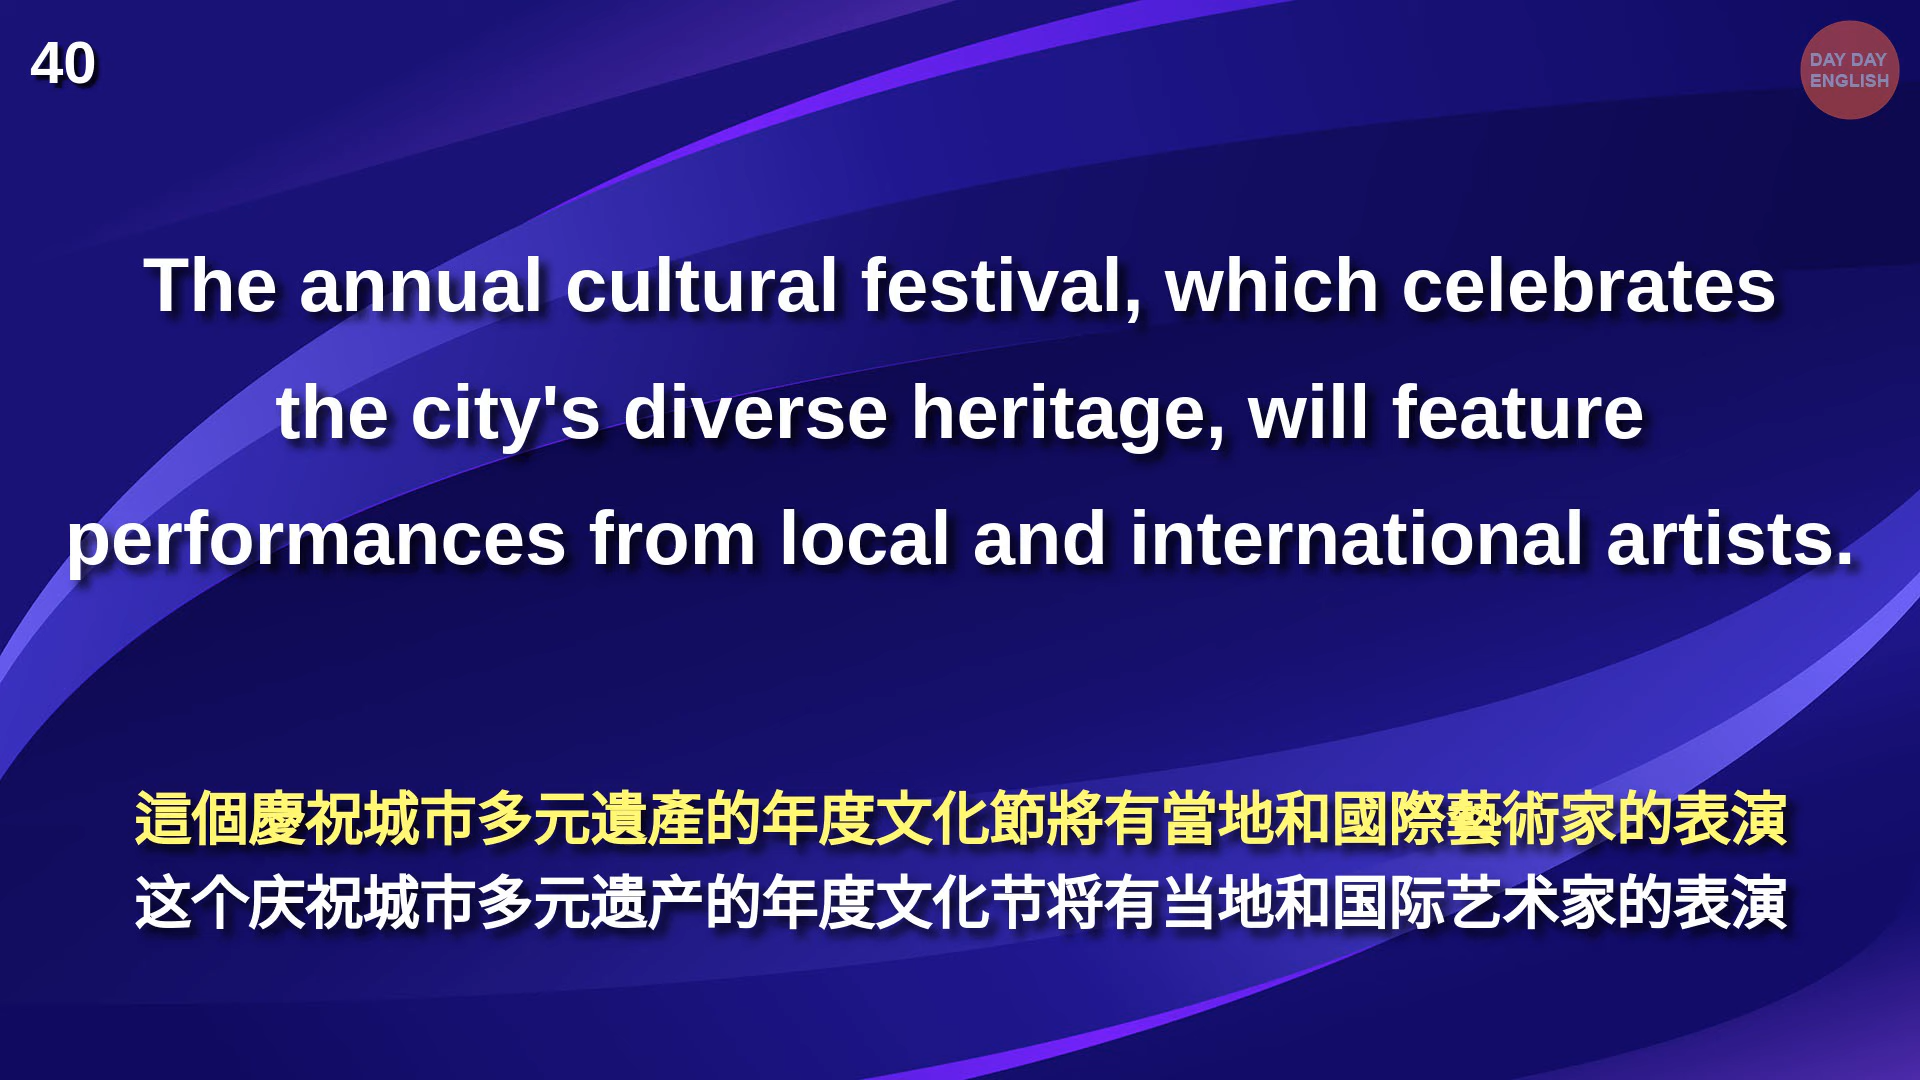 40
DAY DAY
ENGLISH
The annual cultural festival, which celebrates
the city's diverse heritage, will feature
performances from local and international artists.
這個慶祝城市多元遺產的年度文化節將有當地和國際藝術家的表演
这个庆祝城市多元遗产的年度文化节将有当地和国际艺术家的表演